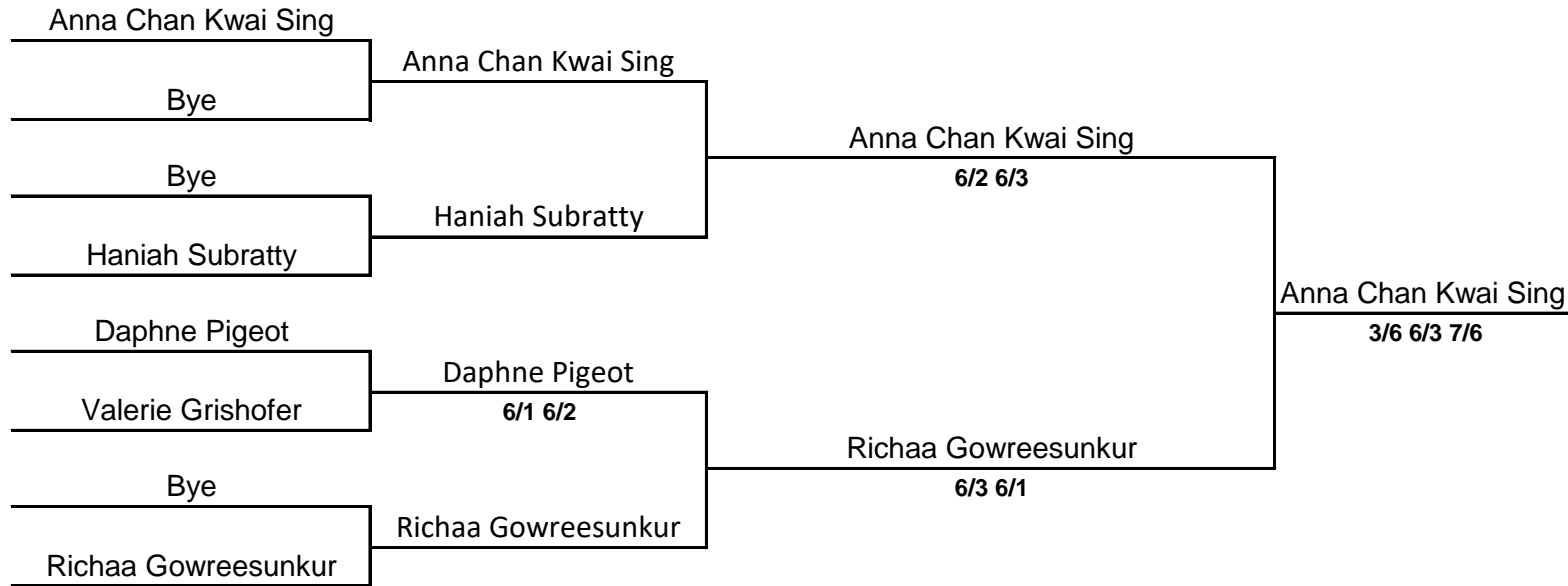 Anna Chan Kwai Sing
Anna Chan Kwai Sing
Bye
Anna Chan Kwai Sing
6/2 6/3
Bye
Haniah Subratty
Haniah Subratty
Anna Chan Kwai Sing
3/6 6/3 7/6
Daphne Pigeot
Daphne Pigeot
6/1 6/2
Valerie Grishofer
Richaa Gowreesunkur
6/3 6/1
Bye
Richaa Gowreesunkur
Richaa Gowreesunkur